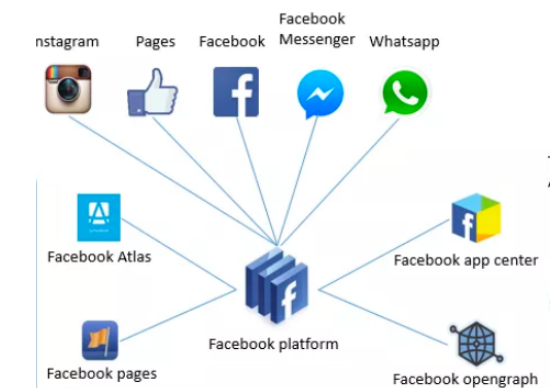 Facebook
nstagram Pages Facebook Messenger Whatsapp
Facebook Atlas
Facebook app center
Facebook platform
Facebook pages
Facebook opengraph